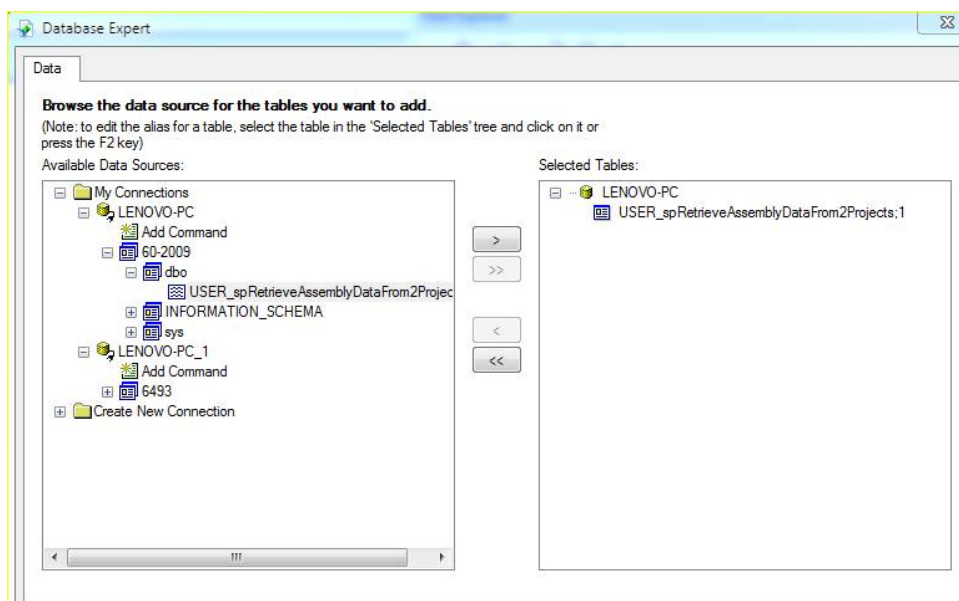 Database Expert
Data
Browse the data source for the tables you want to add.
(Note: to edit the alias for a table, select the table in the 'Selected Tables' tree and click on it or
press the F2 key)
Available Data Sources:
My Connections
LENOVO-PC
Add Command
60-2009
dbo
USER_spRetrieveAssemblyDataFrom2Projec
INFORMATION_SCHEMA
sys
LENOVO-PC_1
Add Command
6493
Create New Connection
>
>>
<
<<
Selected Tables:
LENOVO-PC
USER_spRetrieveAssemblyDataFrom2Projects;1